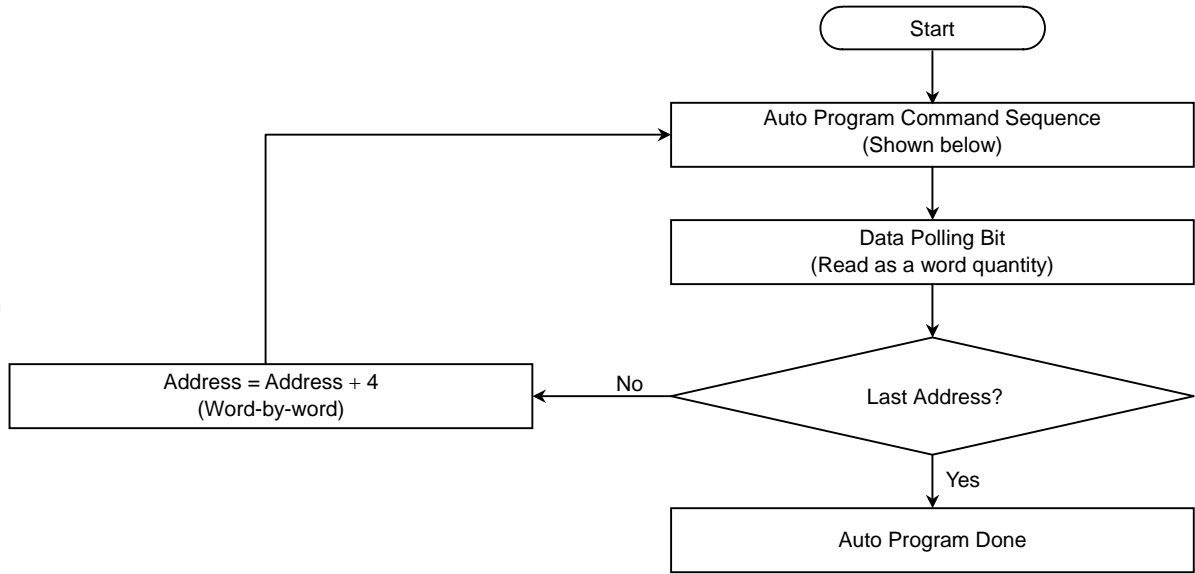 Start
Auto Program Command Sequence
(Shown below)
Data Polling Bit
(Read as a word quantity)
Last Address?
No
Address = Address + 4
(Word-by-word)
Yes
Auto Program Done